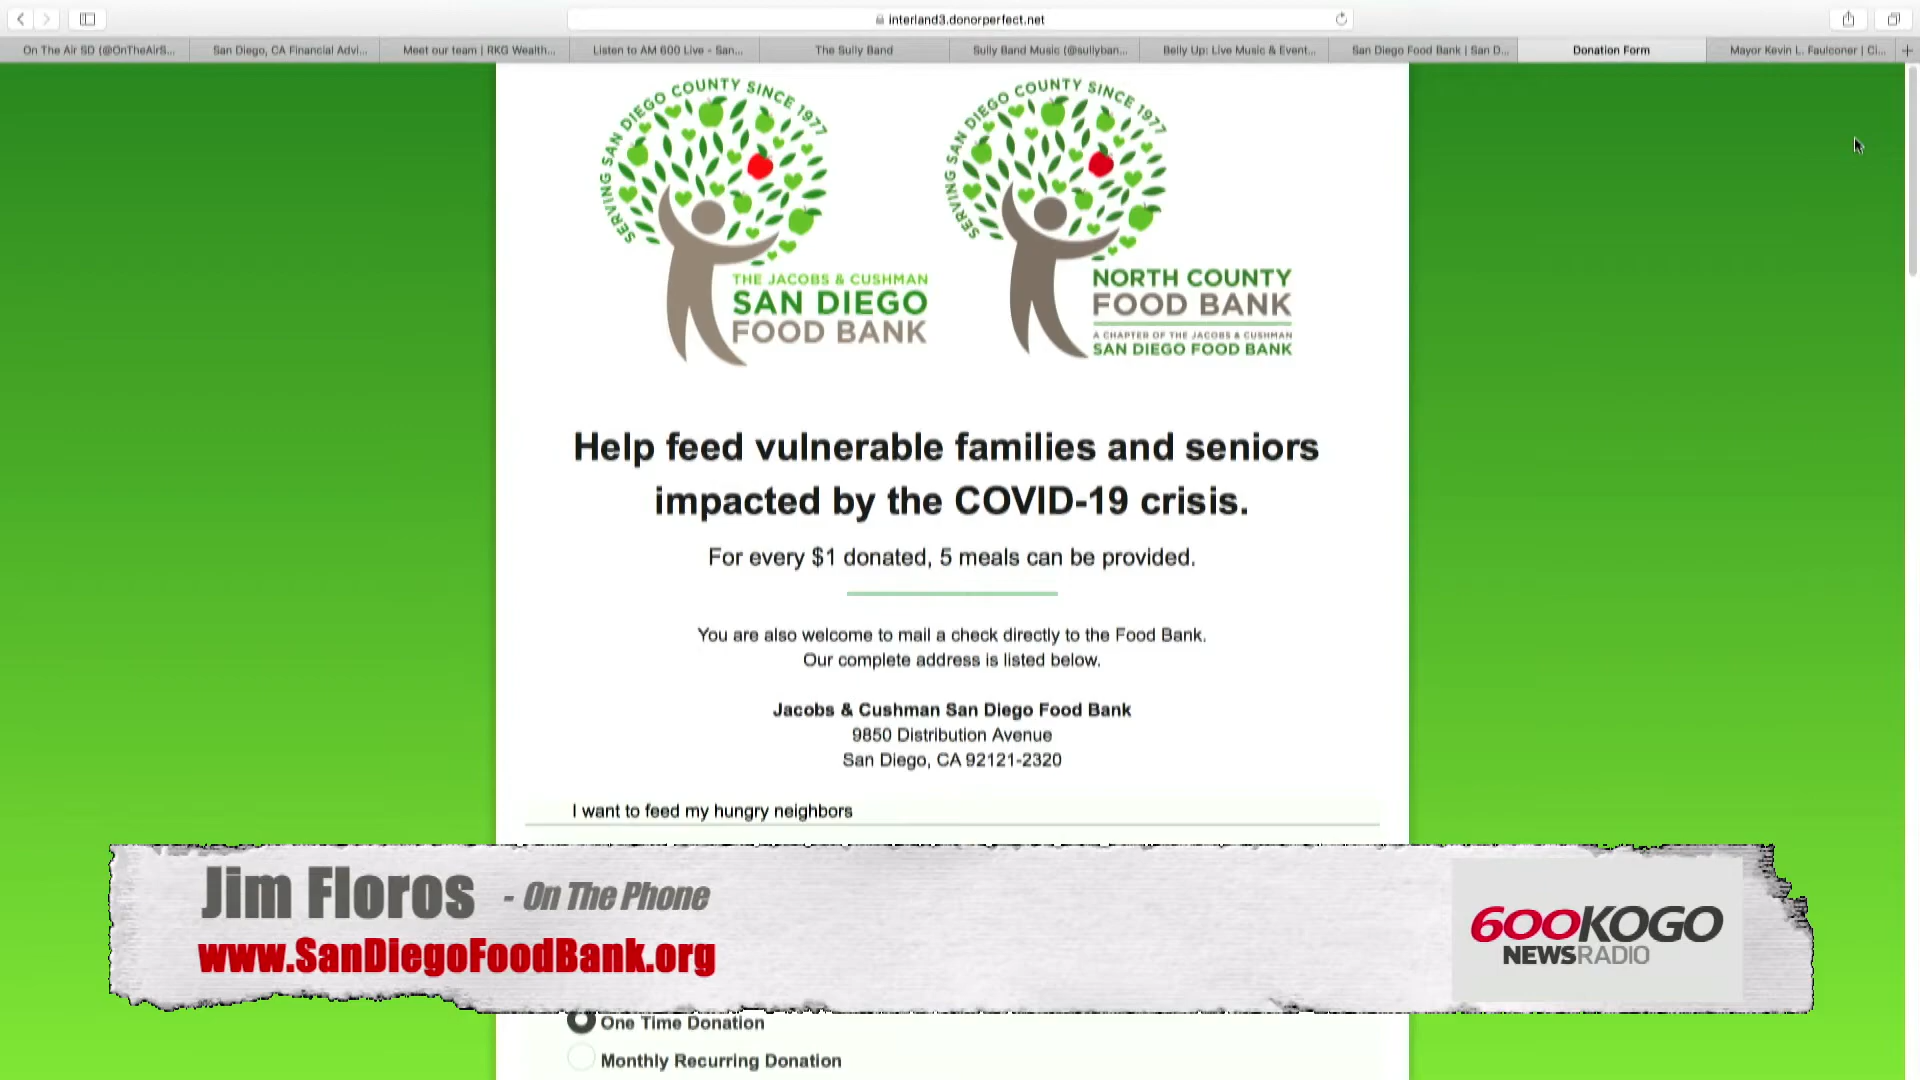 interland3.donorperfect.net
On The Air SD (@OnTheAirS...
San Diego, CA Financial Advi...
Meet our team | RKG Wealth...
Listen to AM 600 Live - San...
The Sully Band
Sully Band Music (@sullyban...
Belly Up: Live Music & Event...
San Diego Food Bank | San D...
Donation Form
Mayor Kevin L. Faulconer | Ci...
SERVING SAN DIEGO COUNTY SINCE 1977
THE JACOBS & CUSHMAN
SAN DIEGO
FOOD BANK
SERVING SAN DIEGO COUNTY SINCE 1977
NORTH COUNTY
FOOD BANK
A CHAPTER OF THE JACOBS & CUSHMAN
SAN DIEGO FOOD BANK
Help feed vulnerable families and seniors
impacted by the COVID-19 crisis.
For every $1 donated, 5 meals can be provided.
You are also welcome to mail a check directly to the Food Bank.
Our complete address is listed below.
Jacobs & Cushman San Diego Food Bank
9850 Distribution Avenue
San Diego, CA 92121-2320
I want to feed my hungry neighbors
Jim Floros - On The Phone
www.SanDiegoFoodBank.org
600KOGO
NEWSRADIO
One Time Donation
Monthly Recurring Donation